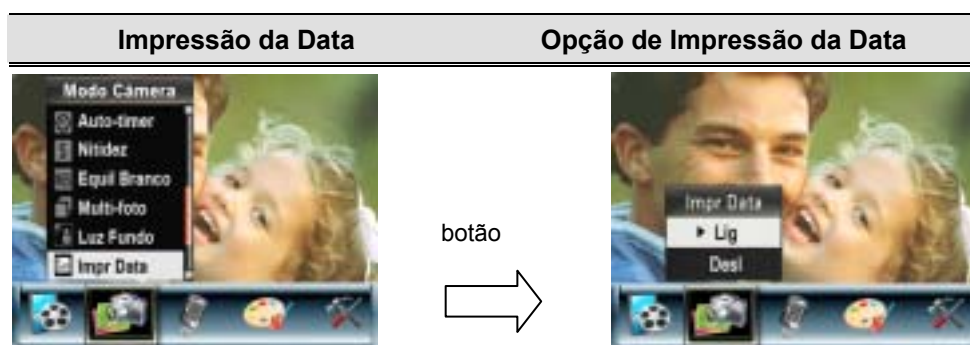 Impressão da Data
Opção de Impressão da Data
Modo Câmera
Auto-timer
Nitidez
Equil Branco
Multi-foto
Luz Fundo
Impr Data
botão
Impr Data
Lig
Desl